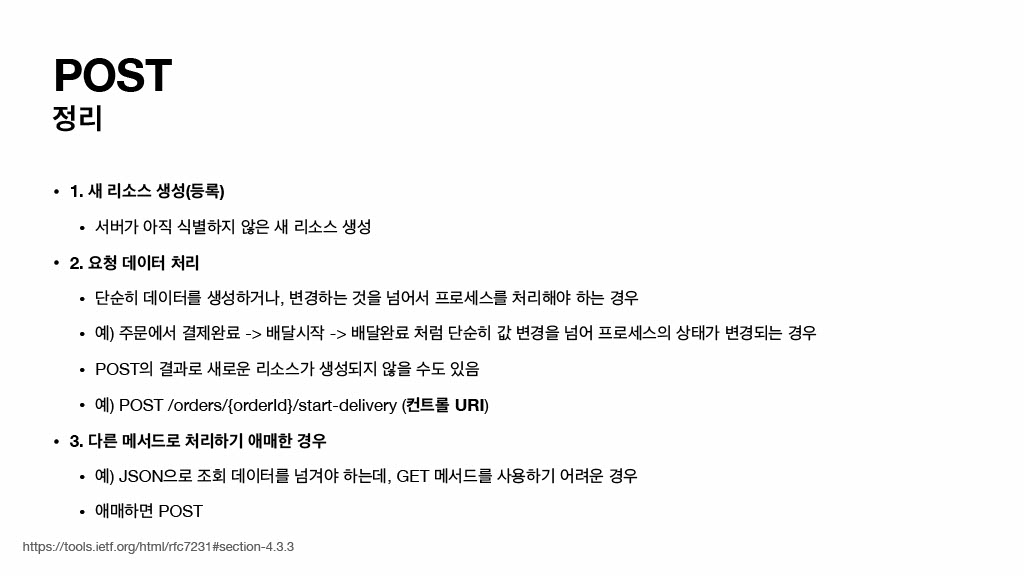 POST
정리
• 1. 새 리소스 생성(등록)
• 서버가 아직 식별하지 않은 새 리소스 생성
• 2. 요청 데이터 처리
• 단순히 데이터를 생성하거나, 변경하는 것을 넘어서 프로세스를 처리해야 하는 경우
• 예) 주문에서 결제완료 -> 배달시작 -> 배달완료 처럼 단순히 값 변경을 넘어 프로세스의 상태가 변경되는 경우
• POST의 결과로 새로운 리소스가 생성되지 않을 수도 있음
• 예) POST /orders/{orderId}/start-delivery (컨트롤 URI)
• 3. 다른 메서드로 처리하기 애매한 경우
• 예) JSON으로 조회 데이터를 넘겨야 하는데, GET 메서드를 사용하기 어려운 경우
• 애매하면 POST
https://tools.ietf.org/html/rfc7231#section-4.3.3